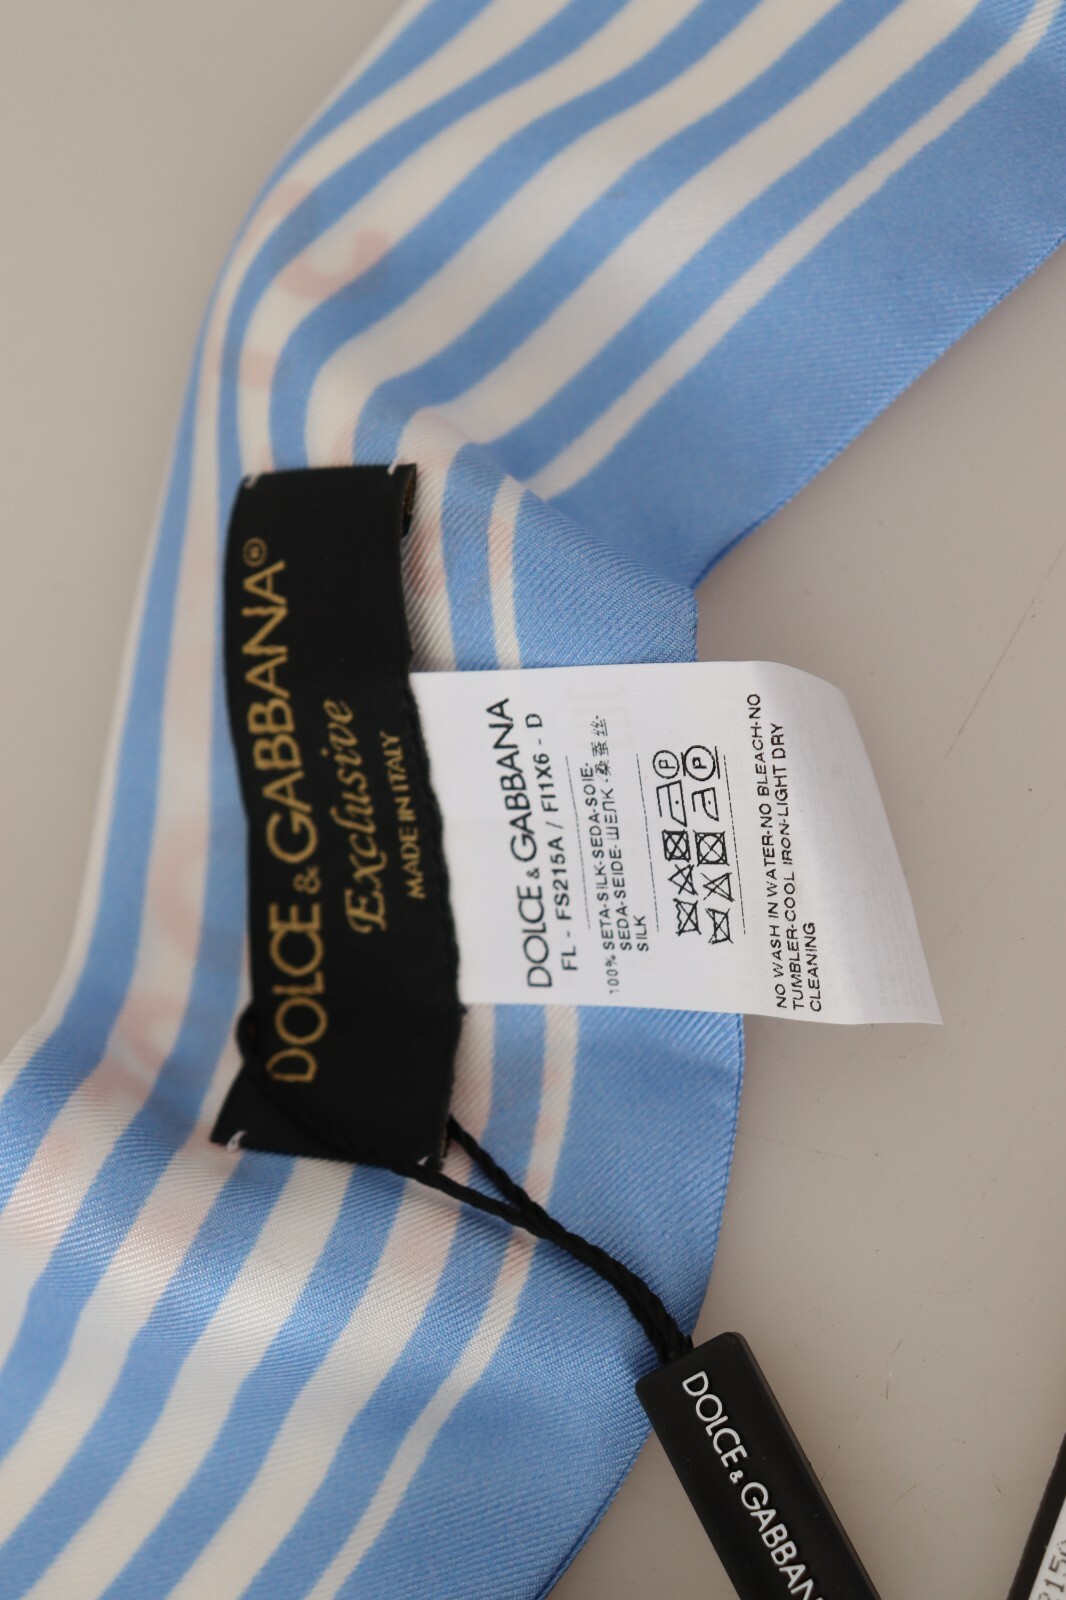 DOLCE & GABBANA®
Exclusive
MADE IN ITALY
DOLCE & GABBANA
FL - FS215A / FI1X6 - D
100% SETA-SILK-SEDA-SOIE-
SEDA-SEIDE-ШЕЛК-桑蚕丝-
SILK
P
P
NO WASH IN WATER-NO BLEACH-NO
TUMBLER-COOL IRON-LIGHT DRY
CLEANING
DOLCE & GABBAN